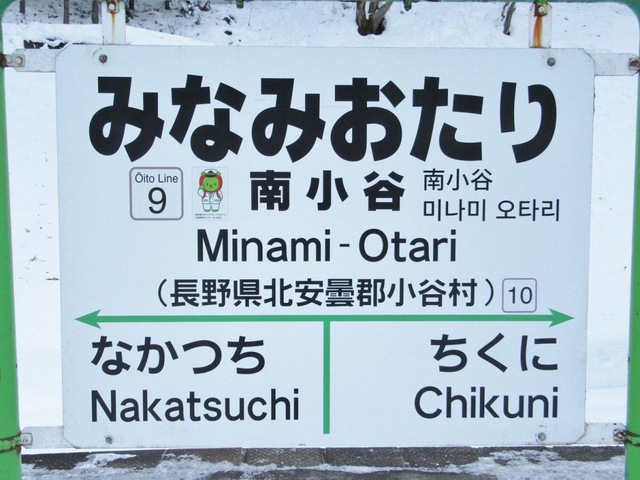 みなみおたり
Ōito Line
9
南小谷
南小谷
미나미 오타리
Minami-Otari
（長野県北安曇郡小谷村）
10
なかつち
ちくに
Nakatsuchi
Chikuni